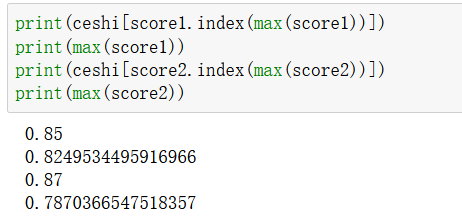 print(ceshi[score1.index(max(score1))])
print(max(score1))
print(ceshi[score2.index(max(score2))])
print(max(score2))
0.85
0.8249534495916966
0.87
0.7870366547518357